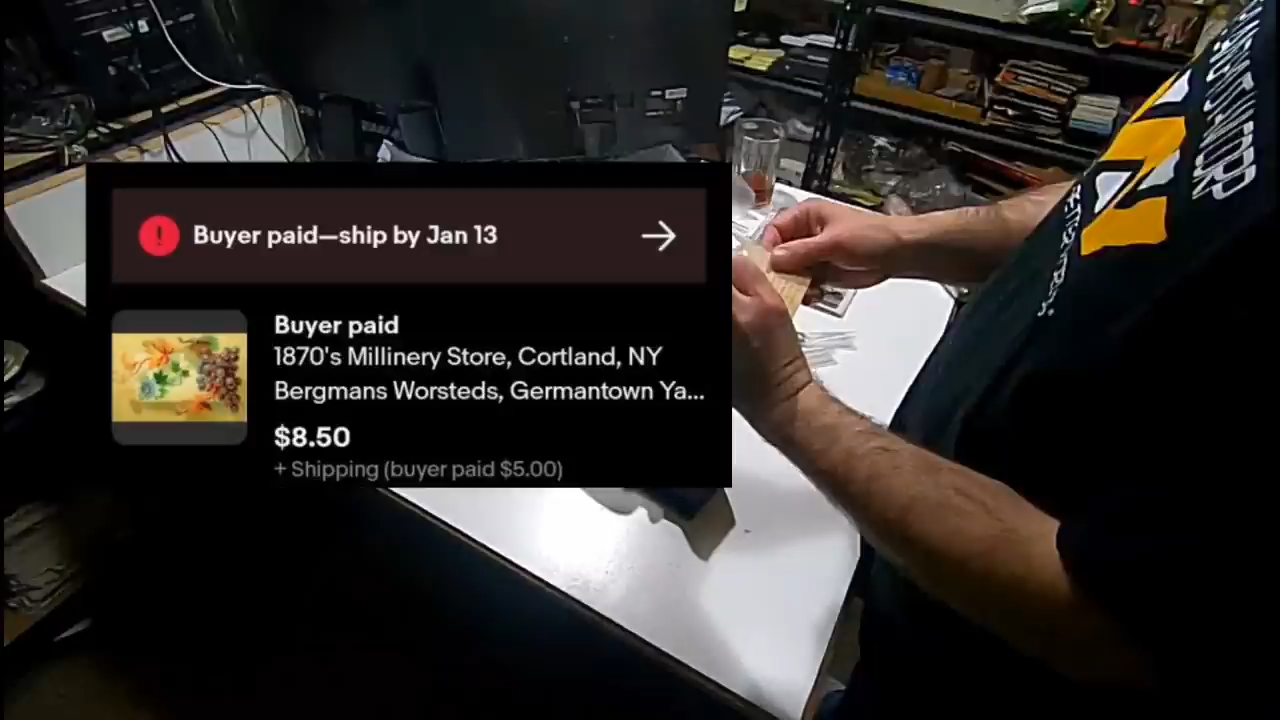 Buyer paid—ship by Jan 13
Buyer paid
1870's Millinery Store, Cortland, NY
Bergmans Worsteds, Germantown Ya...
$8.50
+ Shipping (buyer paid $5.00)